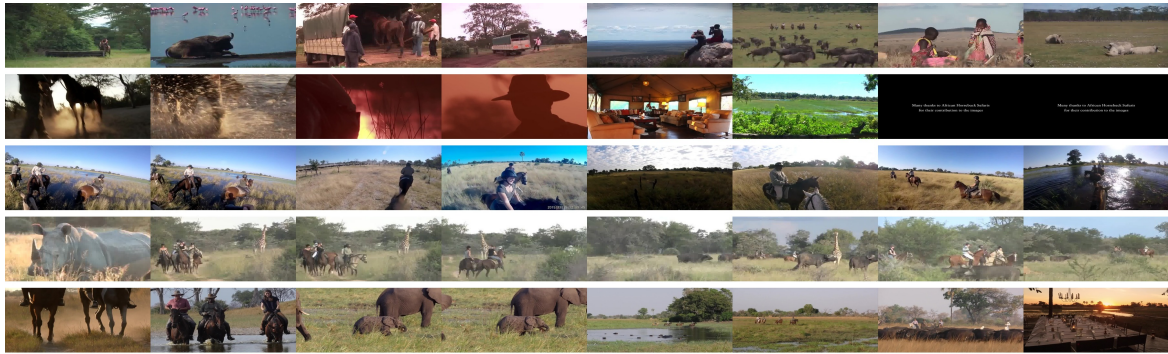 Many thanks to African Horseback Safaris
for their contribution to the images
Many thanks to African Horseback Safaris
for their contribution to the images